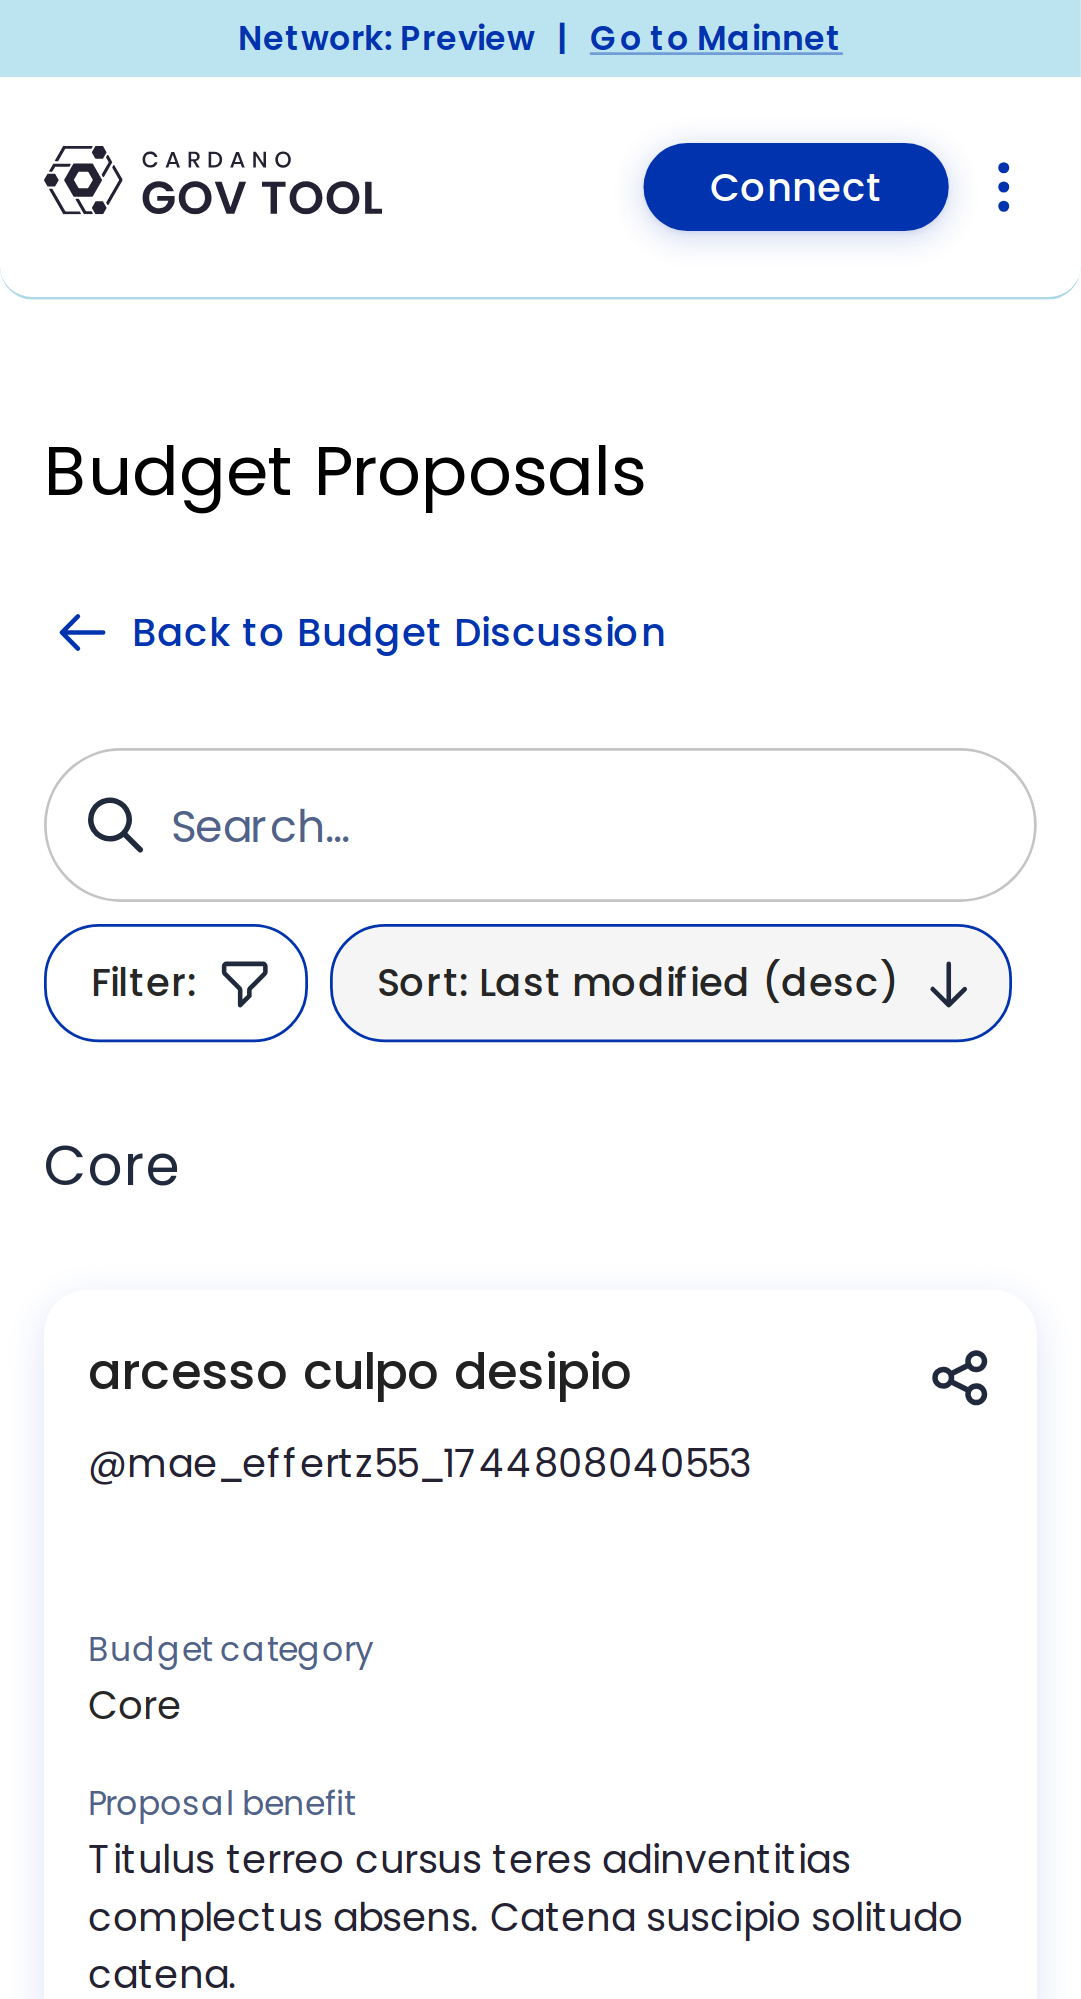 Network: Preview | Go to Mainnet
CARDANO
GOV TOOL
Connect
Budget Proposals
Back to Budget Discussion
Search...
Filter:
Sort: Last modified (desc)
Core
arcesso culpo desipio
@mae_effertz55_1744808040553
Budget category
Core
Proposal benefit
Titulus terreo cursus teres adinventitias
complectus absens. Catena suscipio solitudo
catena.